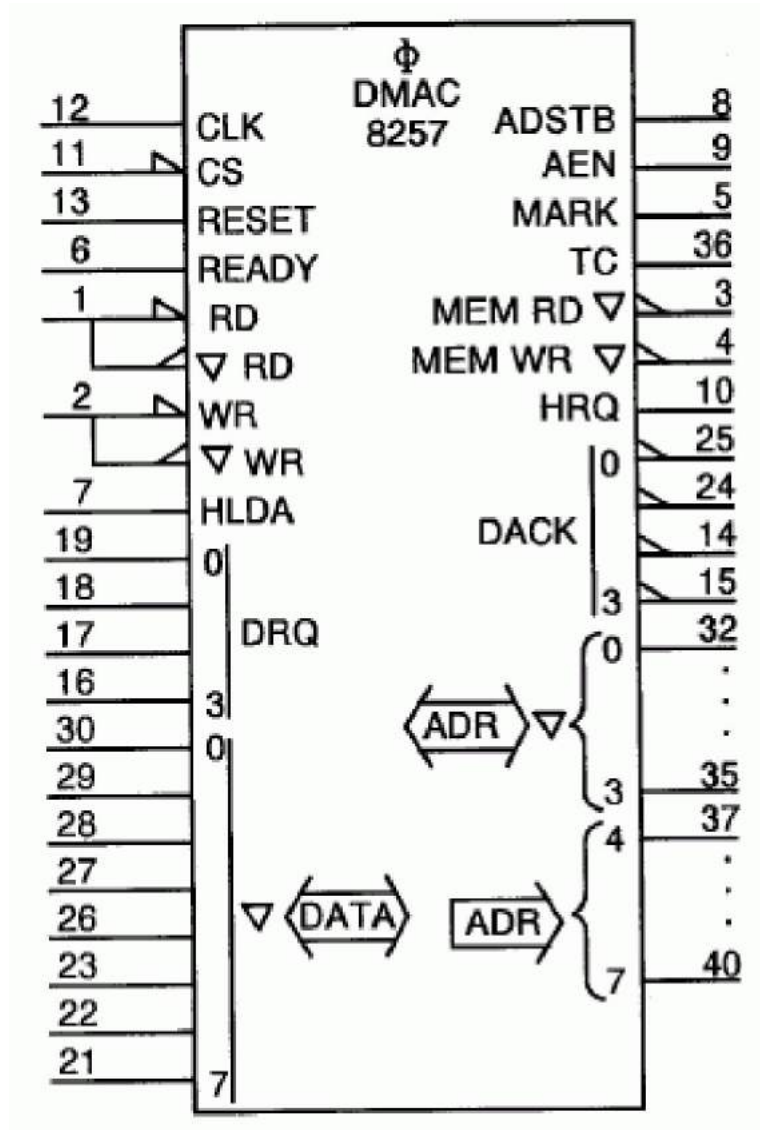 Φ
DMAC
8257
12 CLK ADSTB 8
11 CS AEN 9
13 RESET MARK 5
6 READY TC 36
1 RD MEM RD ▽ 3
▽ RD MEM WR ▽ 4
2 WR HRQ 10
▽ WR 0 25
7 HLDA 24
19 0 DACK 14
18 3 15
17 DRQ 0 32
16 3 ADR ▽
30 0 3 35
29
28 4 37
27
26 ▽ DATA ADR
23 7 40
22
21 7